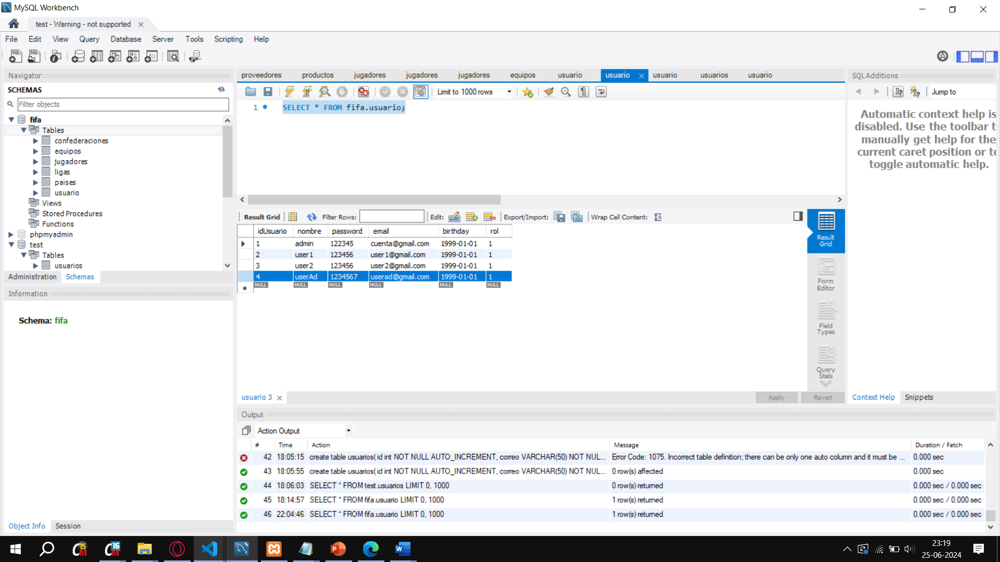 MySQL Workbench
test - Warning - not supported
File Edit View Query Database Server Tools Scripting Help
Navigator
SCHEMAS
Filter objects
fifa
Tables
confederaciones
equipos
jugadores
ligas
paises
usuario
Views
Stored Procedures
Functions
phpmyadmin
test
Tables
usuarios
Administration Schemas
Information
Schema: fifa
Object Info Session
proveedores productos jugadores jugadores jugadores equipos usuario usuario usuario usuarios usuario
Limit to 1000 rows
1 SELECT * FROM fifa.usuario;
Result Grid Filter Rows: Edit: Export/Import: Wrap Cell Content:
idUsuario nombre password email birthday rol
1 admin 122345 cuenta@gmail.com 1999-01-01 1
2 user1 123456 user1@gmail.com 1999-01-01 1
3 user2 123456 user2@gmail.com 1999-01-01 1
4 userAd 1234567 userad@gmail.com 1999-01-01 1
NULL NULL NULL NULL NULL NULL
Result
Grid
Form
Editor
Field
Types
Query
Stats
usuario 3
Apply Revert
SQLAdditions
Jump to
Automatic context help is
disabled. Use the toolbar t
manually get help for the
current caret position or to
toggle automatic help.
Context Help Snippets
Output
Action Output
# Time Action Message Duration / Fetch
42 18:05:15 create table usuarios( id int NOT NULL AUTO_INCREMENT, correo VARCHAR(50) NOT NUL... Error Code: 1075. Incorrect table definition; there can be only one auto column and it must be ... 0.000 sec
43 18:05:55 create table usuarios( id int NOT NULL AUTO_INCREMENT, correo VARCHAR(50) NOT NUL... 0 row(s) affected 0.000 sec
44 18:06:03 SELECT * FROM test.usuarios LIMIT 0, 1000 0 row(s) returned 0.000 sec / 0.000 sec
45 18:14:57 SELECT * FROM fifa.usuario LIMIT 0, 1000 1 row(s) returned 0.000 sec / 0.000 sec
46 22:04:46 SELECT * FROM fifa.usuario LIMIT 0, 1000 1 row(s) returned 0.000 sec / 0.000 sec
23:19
25-06-2024